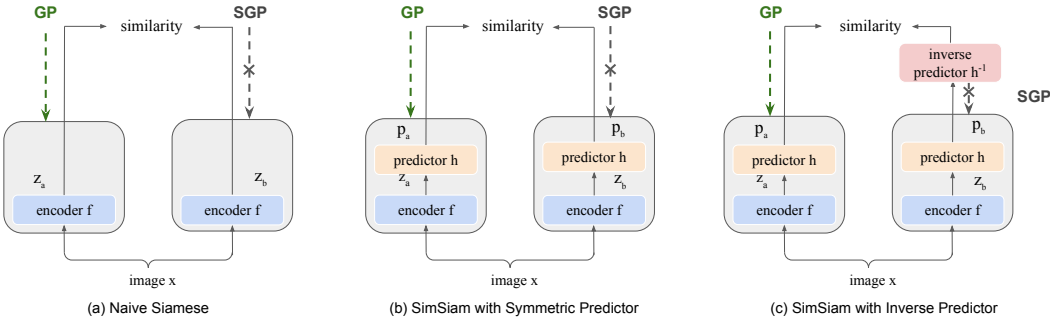 GP
SGP
similarity
z_a
z_b
encoder f
encoder f
image x
(a) Naive Siamese
GP
SGP
similarity
p_a
p_b
predictor h
predictor h
z_a
z_b
encoder f
encoder f
image x
(b) SimSiam with Symmetric Predictor
GP
similarity
inverse
predictor h⁻¹
SGP
p_a
p_b
predictor h
predictor h
z_a
z_b
encoder f
encoder f
image x
(c) SimSiam with Inverse Predictor